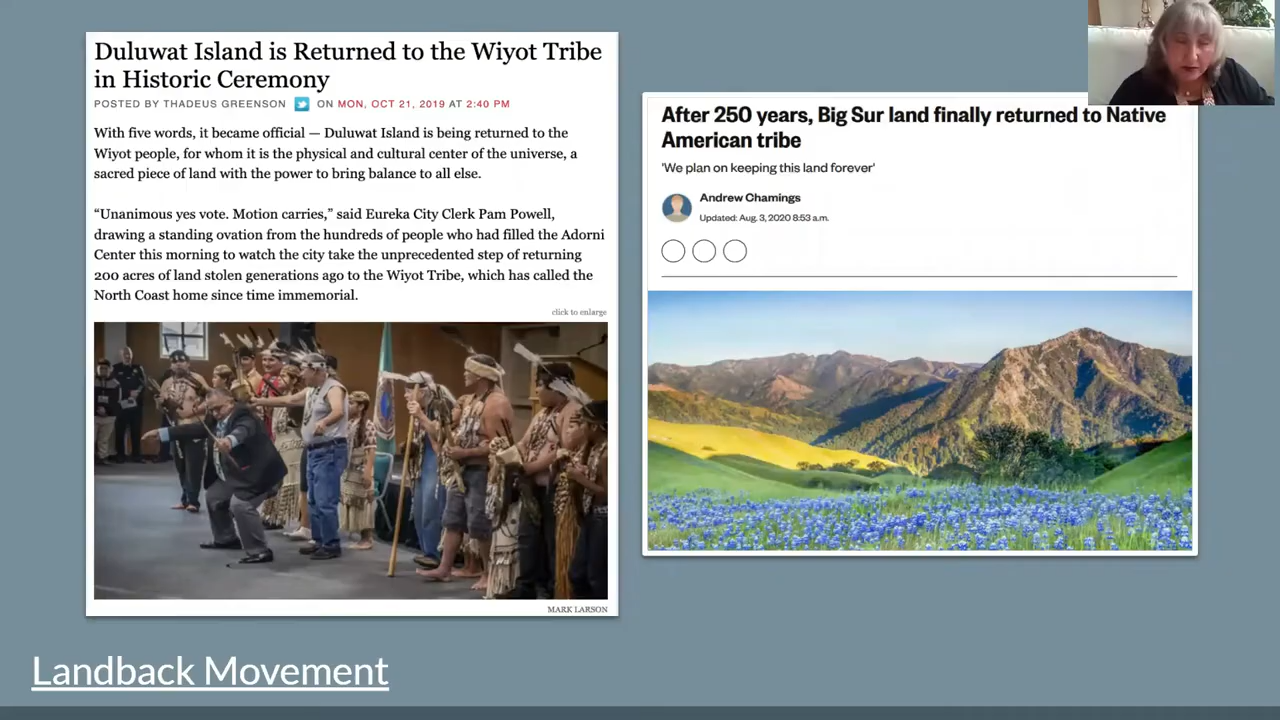 Duluwat Island is Returned to the Wiyot Tribe
in Historic Ceremony
POSTED BY THADEUS GREENSON ON MON, OCT 21, 2019 AT 2:40 PM
With five words, it became official — Duluwat Island is being returned to the
Wiyot people, for whom it is the physical and cultural center of the universe, a
sacred piece of land with the power to bring balance to all else.
“Unanimous yes vote. Motion carries,” said Eureka City Clerk Pam Powell,
drawing a standing ovation from the hundreds of people who had filled the Adorni
Center this morning to watch the city take the unprecedented step of returning
200 acres of land stolen generations ago to the Wiyot Tribe, which has called the
North Coast home since time immemorial.
click to enlarge
MARK LARSON
After 250 years, Big Sur land finally returned to Native
American tribe
'We plan on keeping this land forever'
Andrew Chamings
Updated: Aug. 3, 2020 8:53 a.m.
Landback Movement